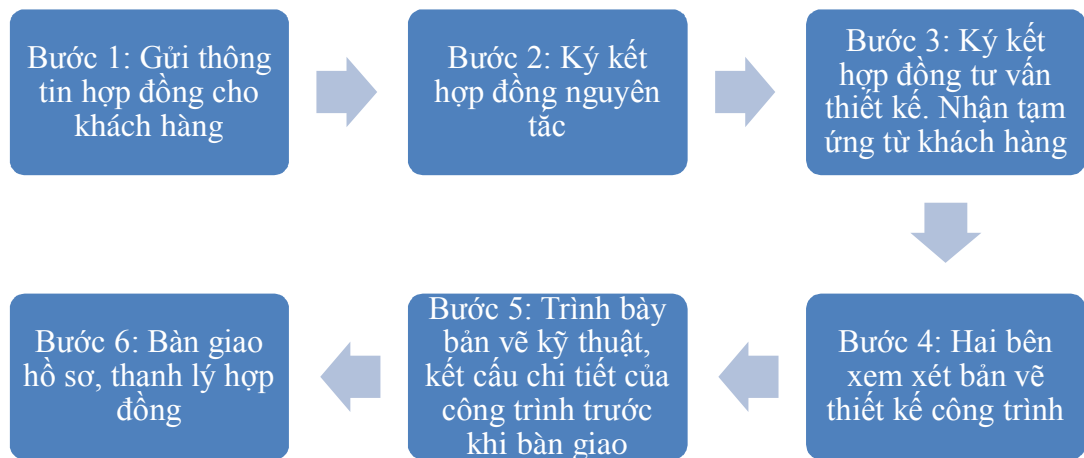 Bước 1: Gửi thông
tin hợp đồng cho
khách hàng
Bước 2: Ký kết
hợp đồng nguyên
tắc
Bước 3: Ký kết
hợp đồng tư vấn
thiết kế. Nhận tạm
ứng từ khách hàng
Bước 4: Hai bên
xem xét bản vẽ
thiết kế công trình
Bước 5: Trình bày
bản vẽ kỹ thuật,
kết cấu chi tiết của
công trình trước
khi bàn giao
Bước 6: Bàn giao
hồ sơ, thanh lý hợp
đồng